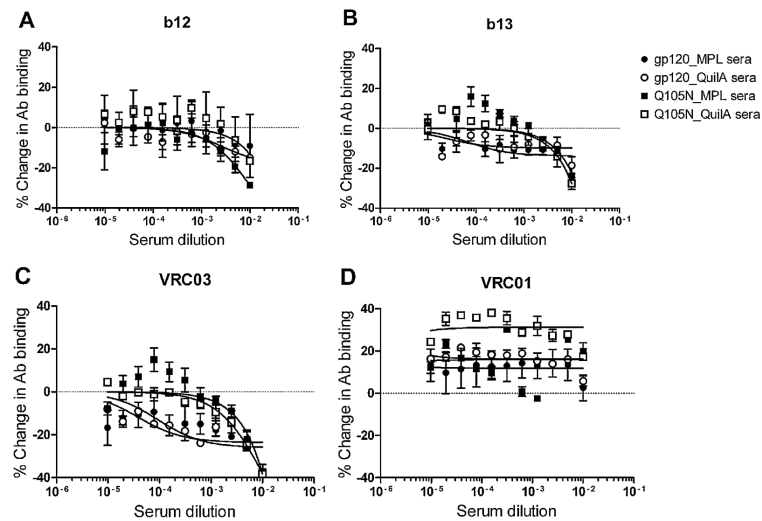 A
b12
% Change in Ab binding
40
20
0
-20
-40
10⁻⁶ 10⁻⁵ 10⁻⁴ 10⁻³ 10⁻² 10⁻¹
Serum dilution
B
b13
% Change in Ab binding
40
20
0
-20
-40
10⁻⁶ 10⁻⁵ 10⁻⁴ 10⁻³ 10⁻² 10⁻¹
Serum dilution
gp120_MPL sera
gp120_QuilA sera
Q105N_MPL sera
Q105N_QuilA sera
C
VRC03
% Change in Ab binding
40
20
0
-20
-40
10⁻⁶ 10⁻⁵ 10⁻⁴ 10⁻³ 10⁻² 10⁻¹
Serum dilution
D
VRC01
% Change in Ab binding
60
40
20
0
-20
-40
10⁻⁶ 10⁻⁵ 10⁻⁴ 10⁻³ 10⁻² 10⁻¹
Serum dilution